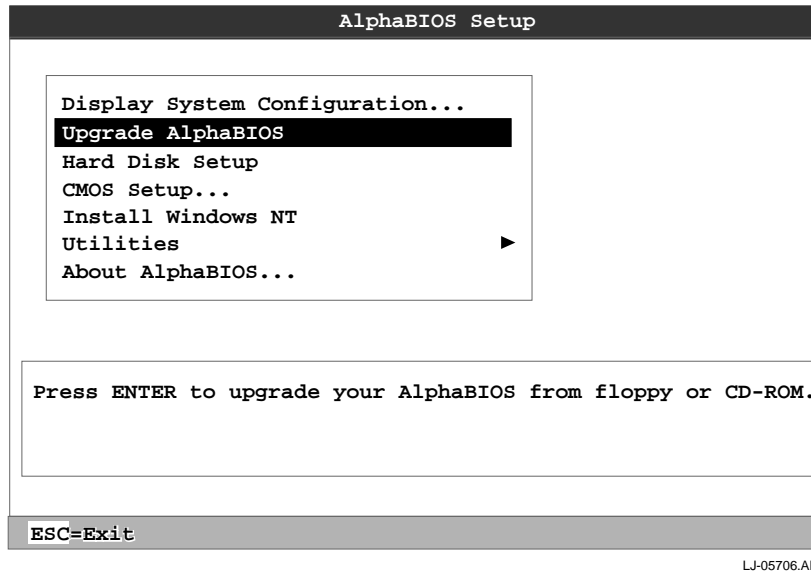 AlphaBIOS Setup
Display System Configuration...
Upgrade AlphaBIOS
Hard Disk Setup
CMOS Setup...
Install Windows NT
Utilities
About AlphaBIOS...
Press ENTER to upgrade your AlphaBIOS from floppy or CD-ROM.
ESC=Exit
LJ-05706.AI